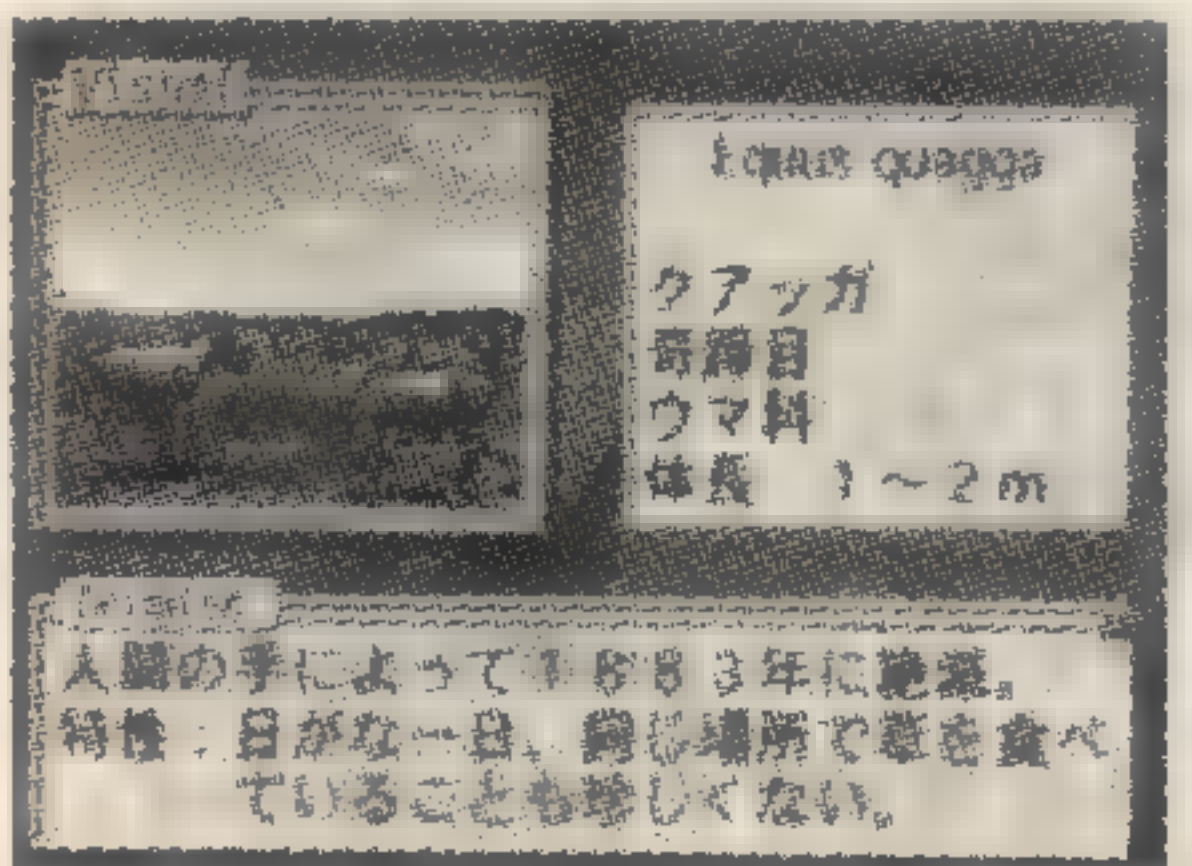 Equus quagga
クアッガ
奇蹄目
ウマ科
体長 1～2m
人間の手によって1883年に絶滅。
特徴：日がな一日、同じ場所で草を食べ
ていることも珍しくない。